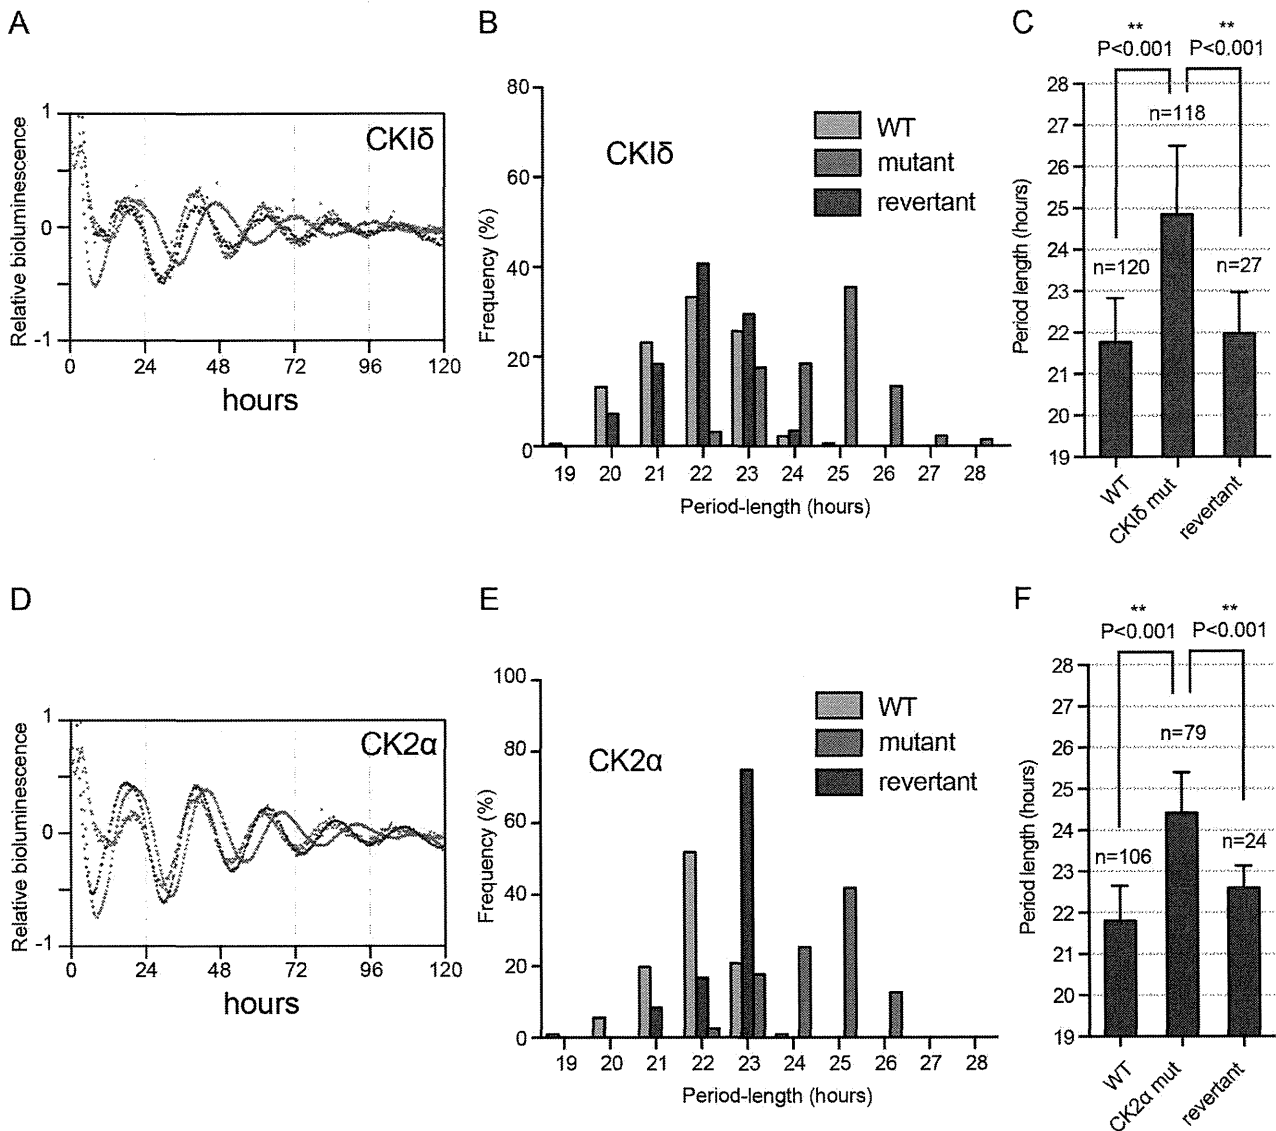 A
Relative bioluminescence
1
0
-1
CKIδ
0 24 48 72 96 120
hours
B
Frequency (%)
80
60
40
20
0
CKIδ
WT
mutant
revertant
19 20 21 22 23 24 25 26 27 28
Period-length (hours)
C
** **
P<0.001 P<0.001
Period length (hours)
28
27
26
25
24
23
22
21
20
19
n=118
n=120
n=27
WT
CKIδ mut
revertant
D
Relative bioluminescence
1
0
-1
CK2α
0 24 48 72 96 120
hours
E
Frequency (%)
100
80
60
40
20
0
CK2α
WT
mutant
revertant
19 20 21 22 23 24 25 26 27 28
Period-length (hours)
F
** **
P<0.001 P<0.001
Period length (hours)
28
27
26
25
24
23
22
21
20
19
n=79
n=106
n=24
WT
CK2α mut
revertant